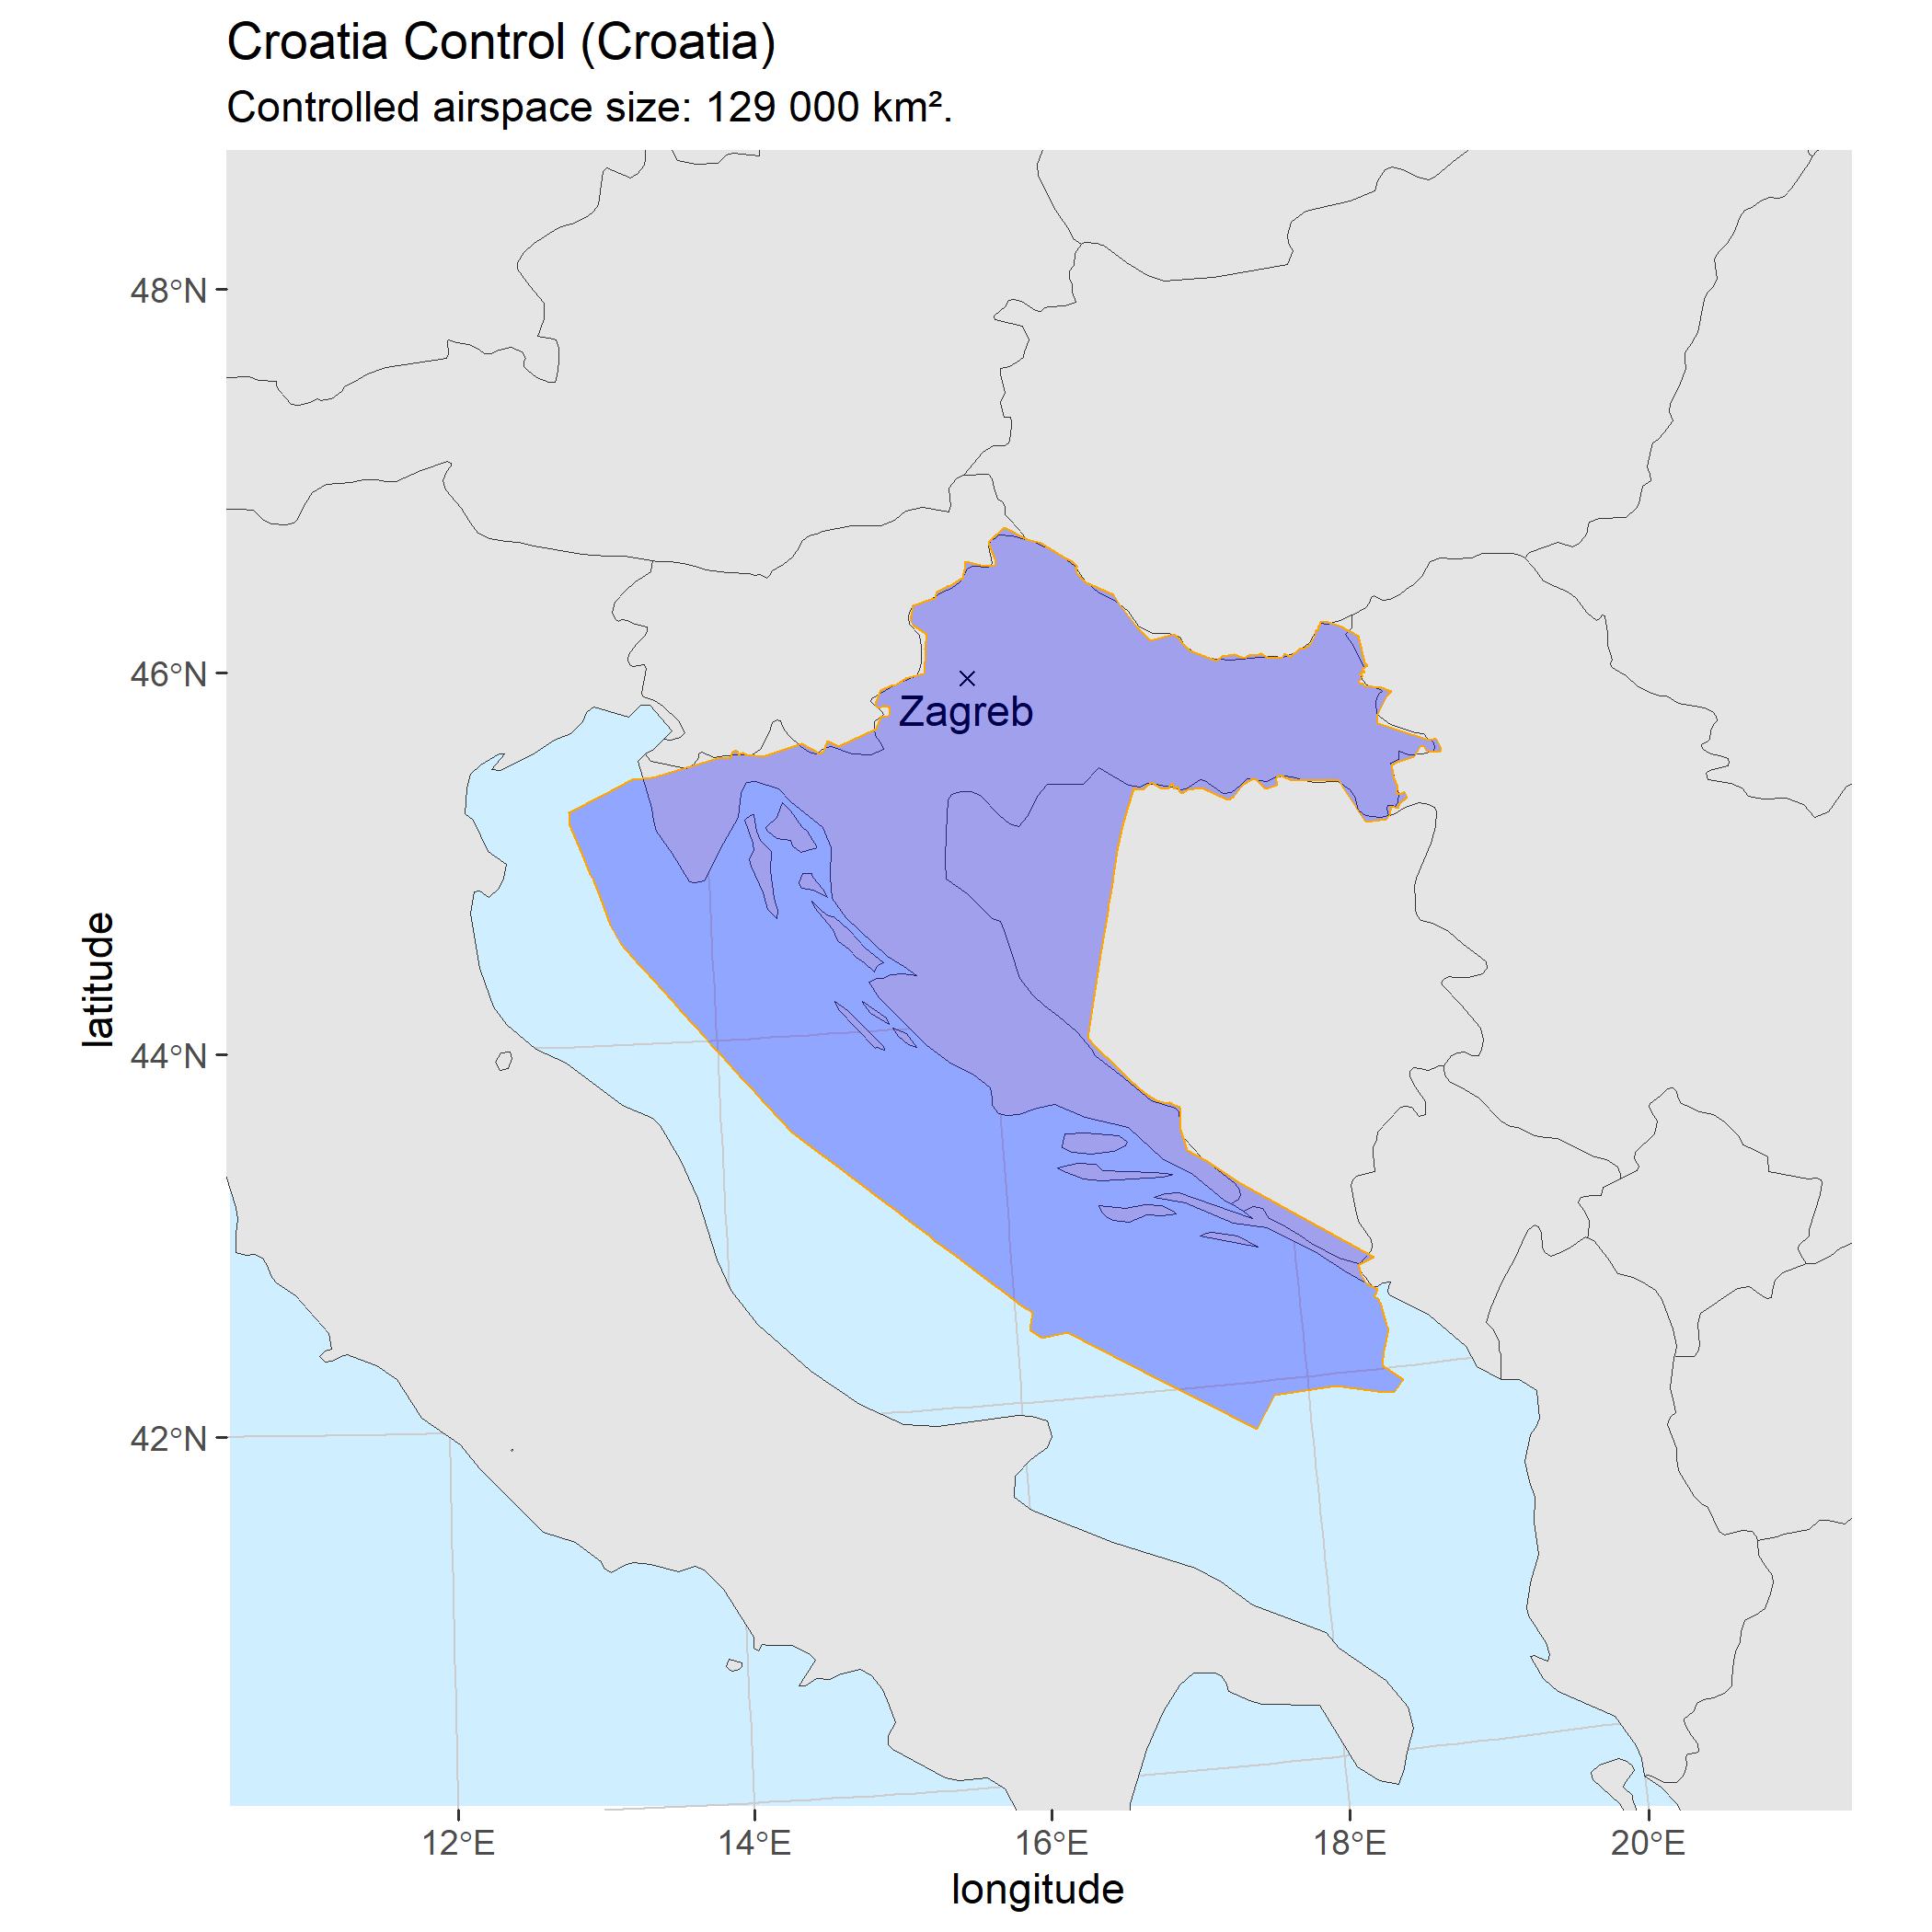 Croatia Control (Croatia)
Controlled airspace size: 129 000 km².
48°N
46°N
Zagreb
latitude
44°N
42°N
12°E 14°E 16°E 18°E 20°E
longitude